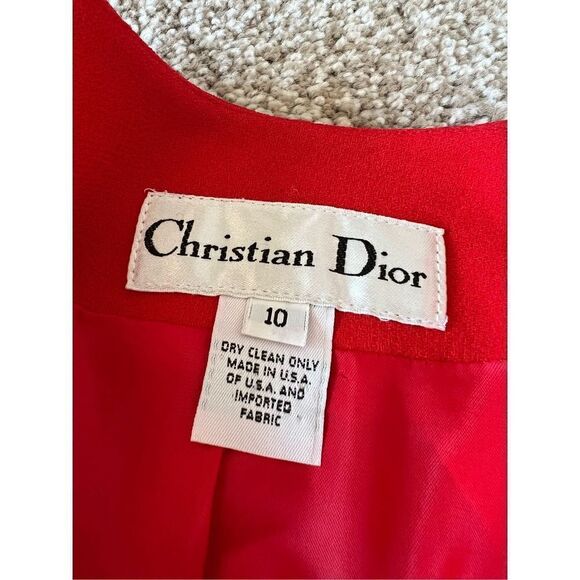 Christian Dior
10
DRY CLEAN ONLY
MADE IN U.S.A.
OF U.S.A. AND
IMPORTED
FABRIC